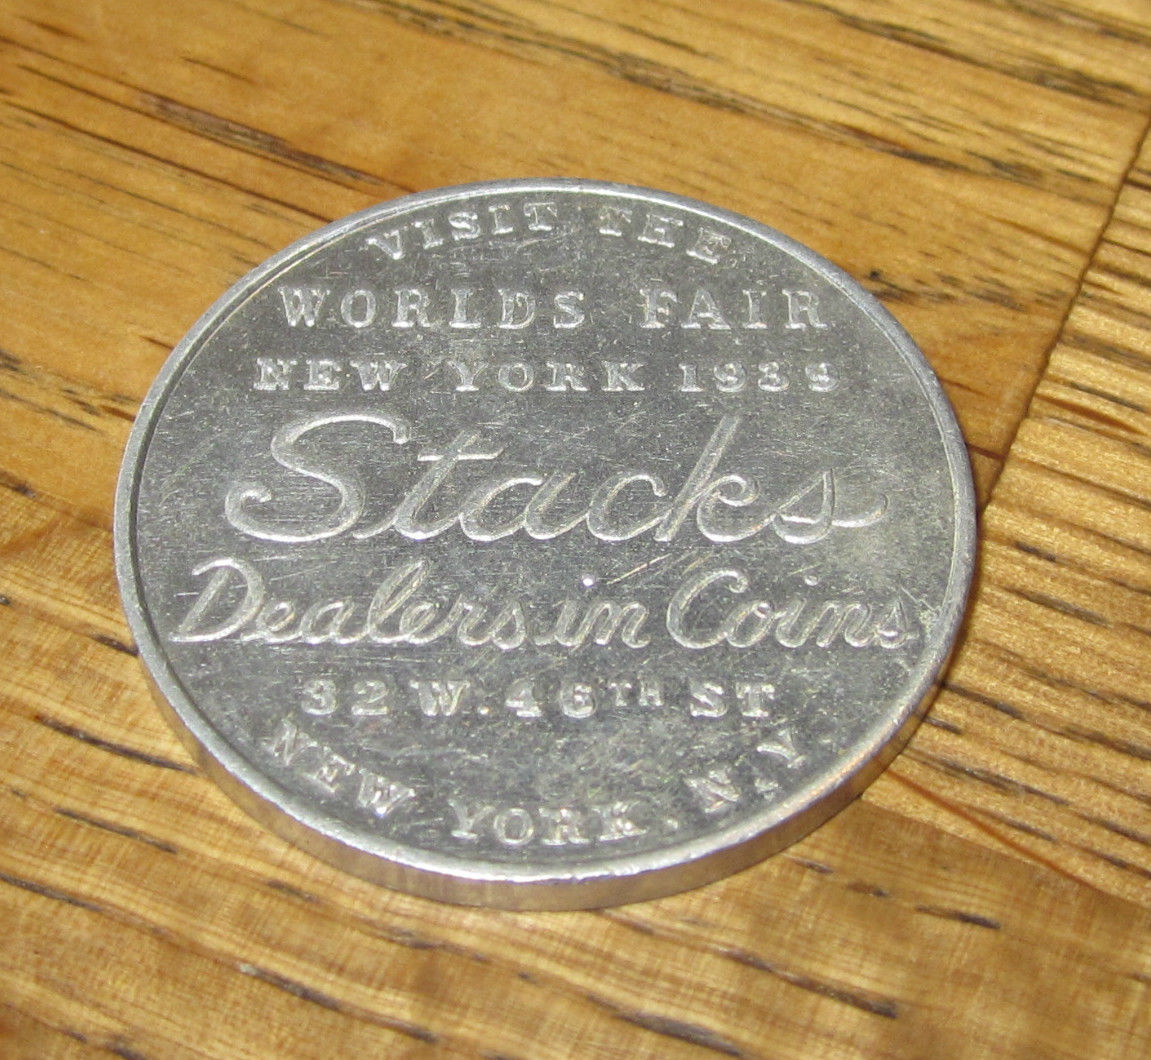 VISIT THE
WORLDS FAIR
NEW YORK 1939
Stacks
Dealers in Coins
32 W. 46TH ST
NEW YORK, N.Y.